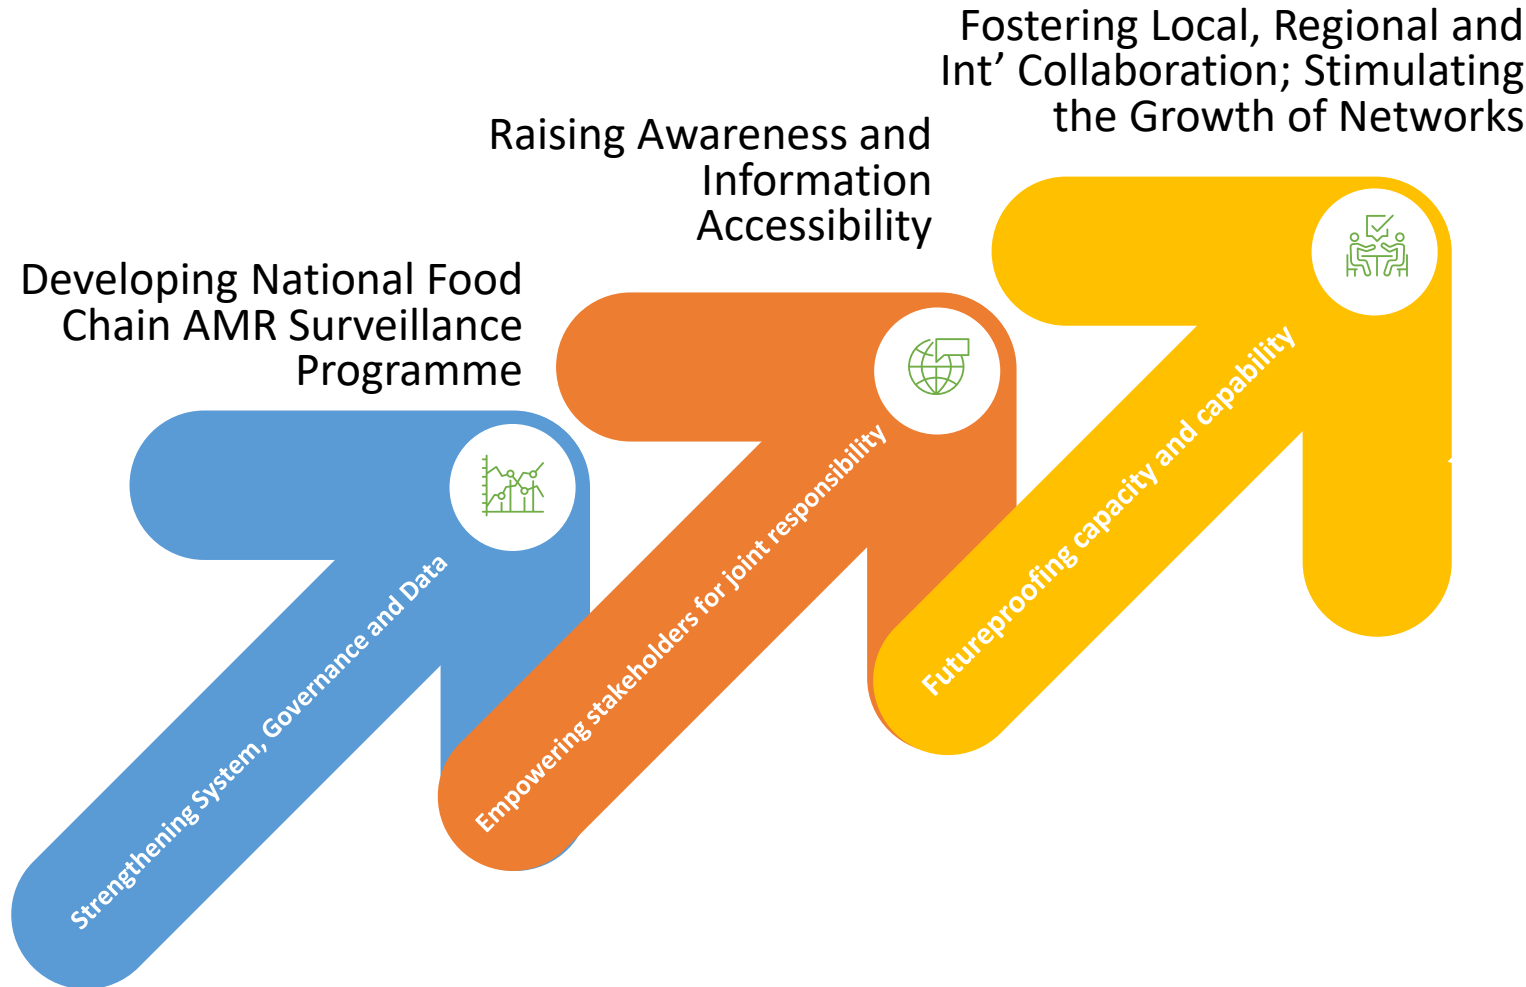 Fostering Local, Regional and
Int’ Collaboration; Stimulating
the Growth of Networks
Raising Awareness and
Information
Accessibility
Developing National Food
Chain AMR Surveillance
Programme
Strengthening System, Governance and Data
Empowering stakeholders for joint responsibility
Futureproofing capacity and capability